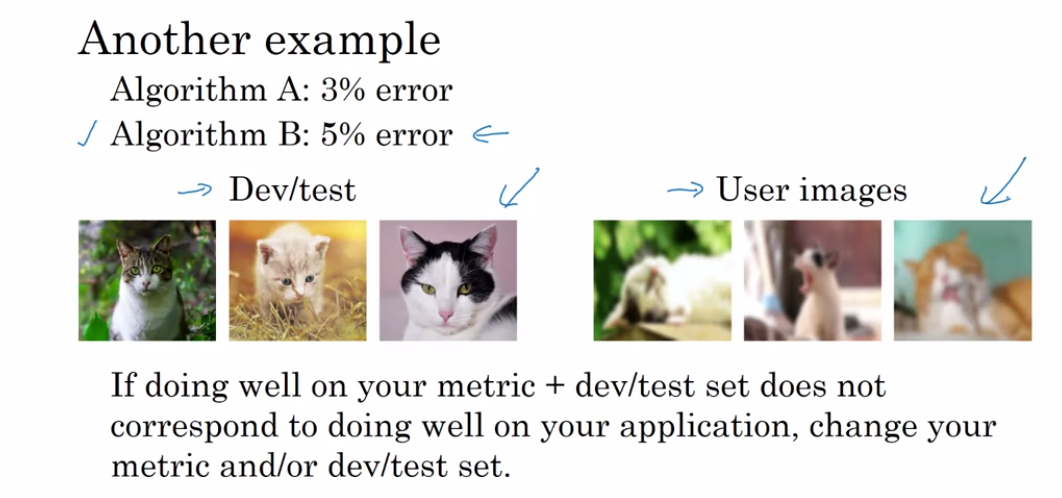 Another example
Algorithm A: 3% error
Algorithm B: 5% error
Dev/test
User images
If doing well on your metric + dev/test set does not
corespond to doing well on your application, change your
metric and/or dev/test set.